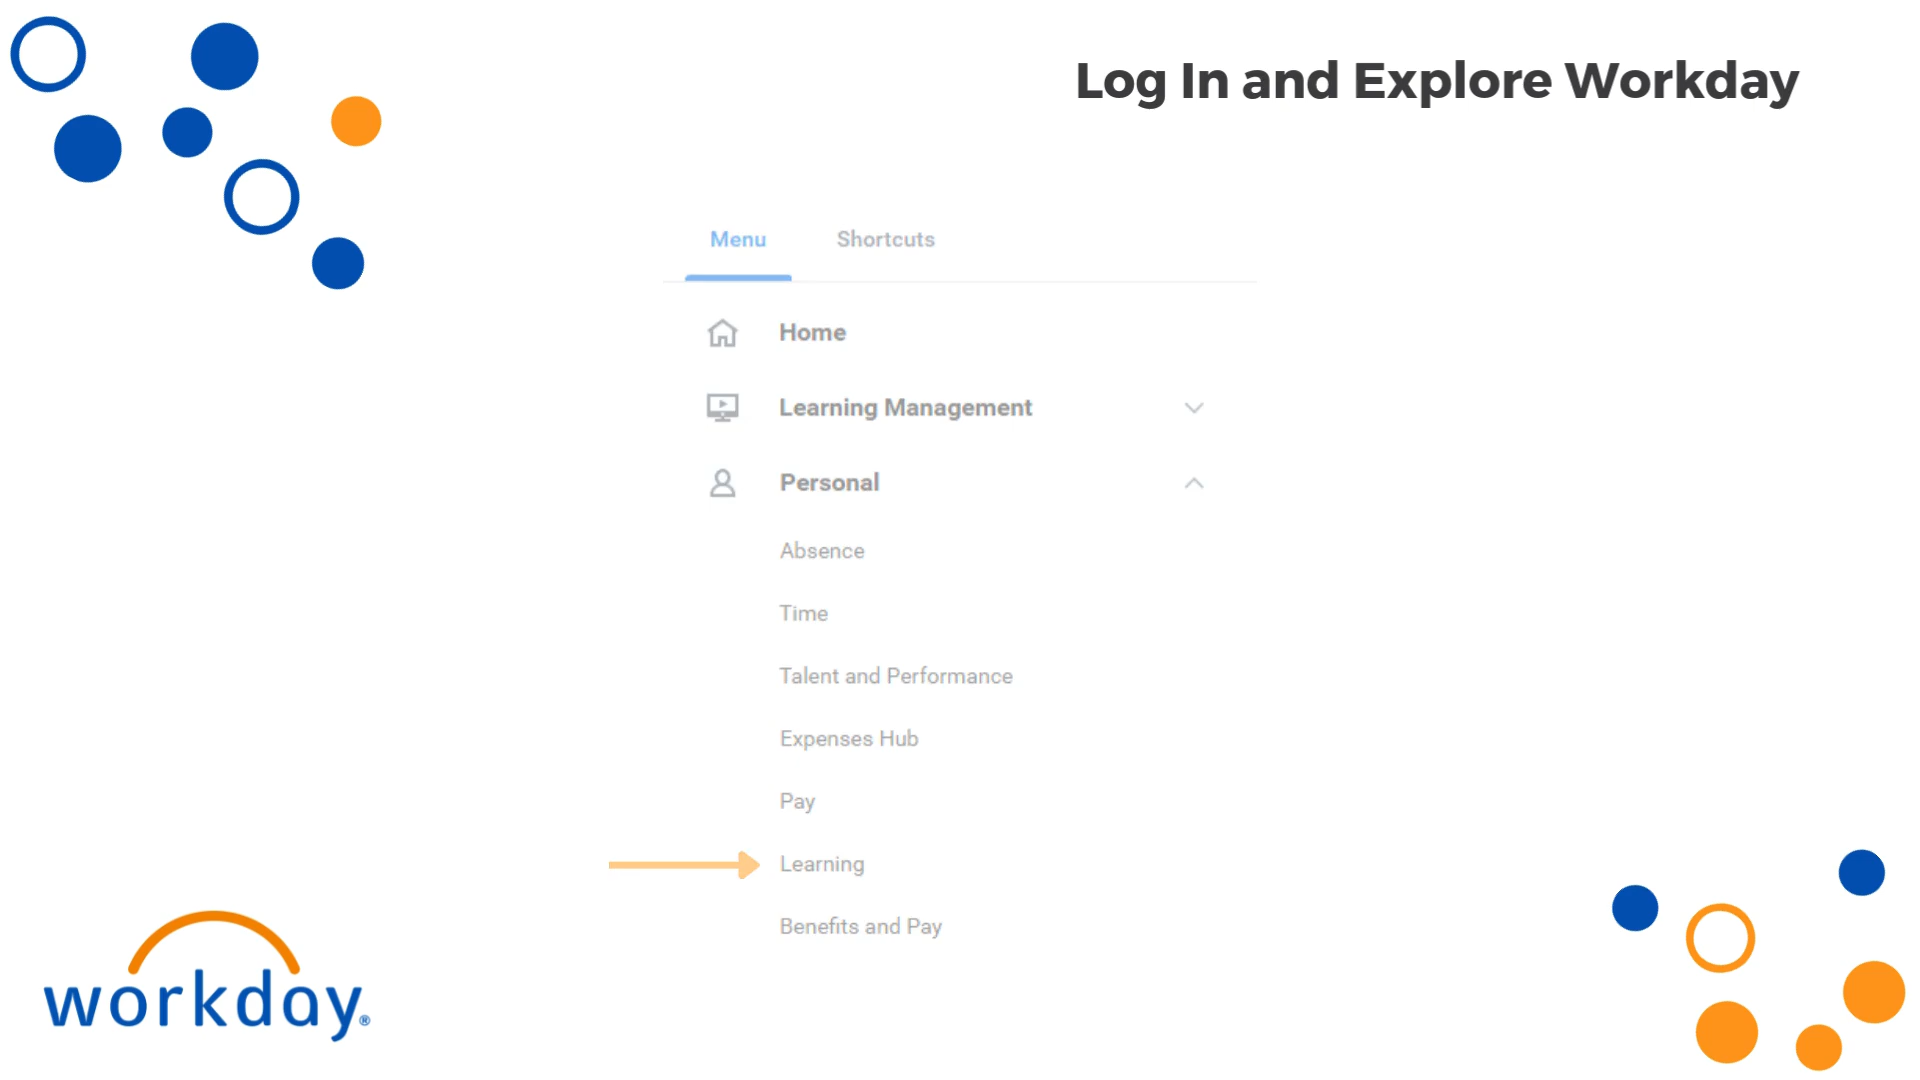 Log In and Explore Workday
Menu Shortcuts
Home
Learning Management
Personal
Absence
Time
Talent and Performance
Expenses Hub
Pay
Learning
Benefits and Pay
workday®